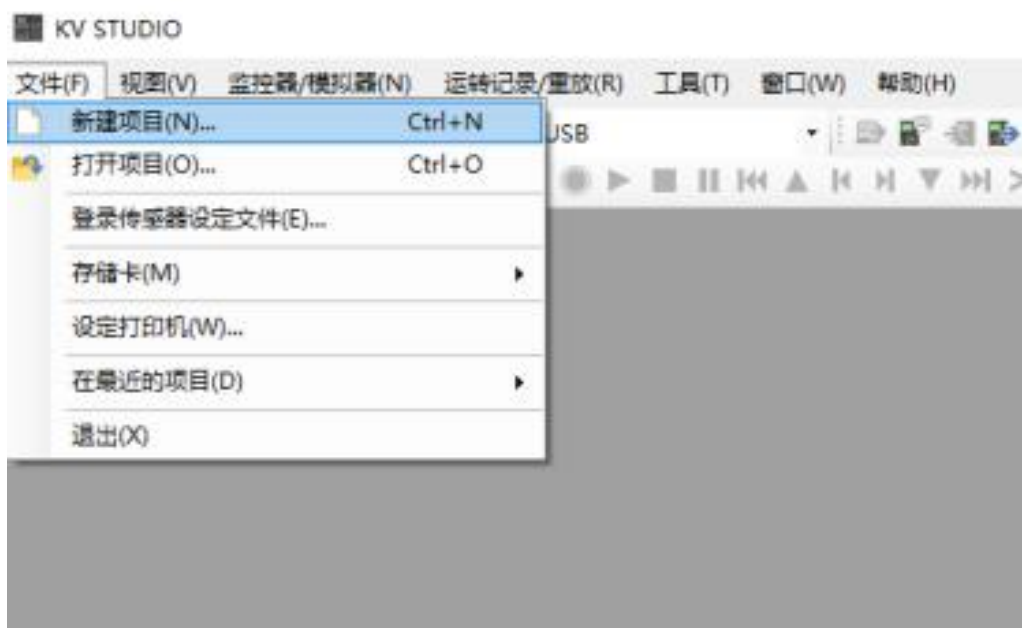 KV STUDIO
文件(F) 视图(V) 监控器/模拟器(N) 运转记录/重放(R) 工具(T) 窗口(W) 帮助(H)
新建项目(N)... Ctrl+N USB
打开项目(O)... Ctrl+O
登录传感器设定文件(E)...
存储卡(M)
设定打印机(W)...
在最近的项目(D)
退出(X)